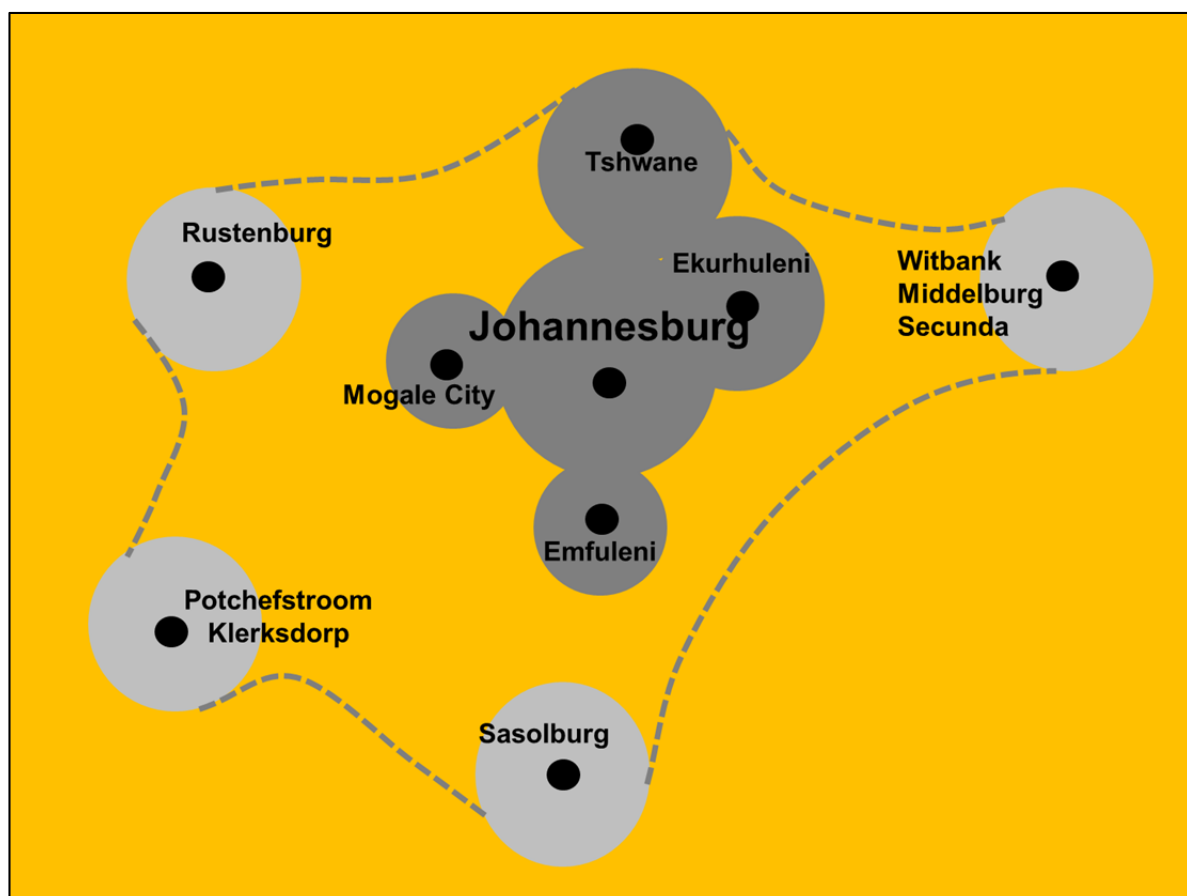 Tshwane
Rustenburg
Ekurhuleni
Witbank
Middelburg
Secunda
Johannesburg
Mogale City
Emfuleni
Potchefstroom
Klerksdorp
Sasolburg